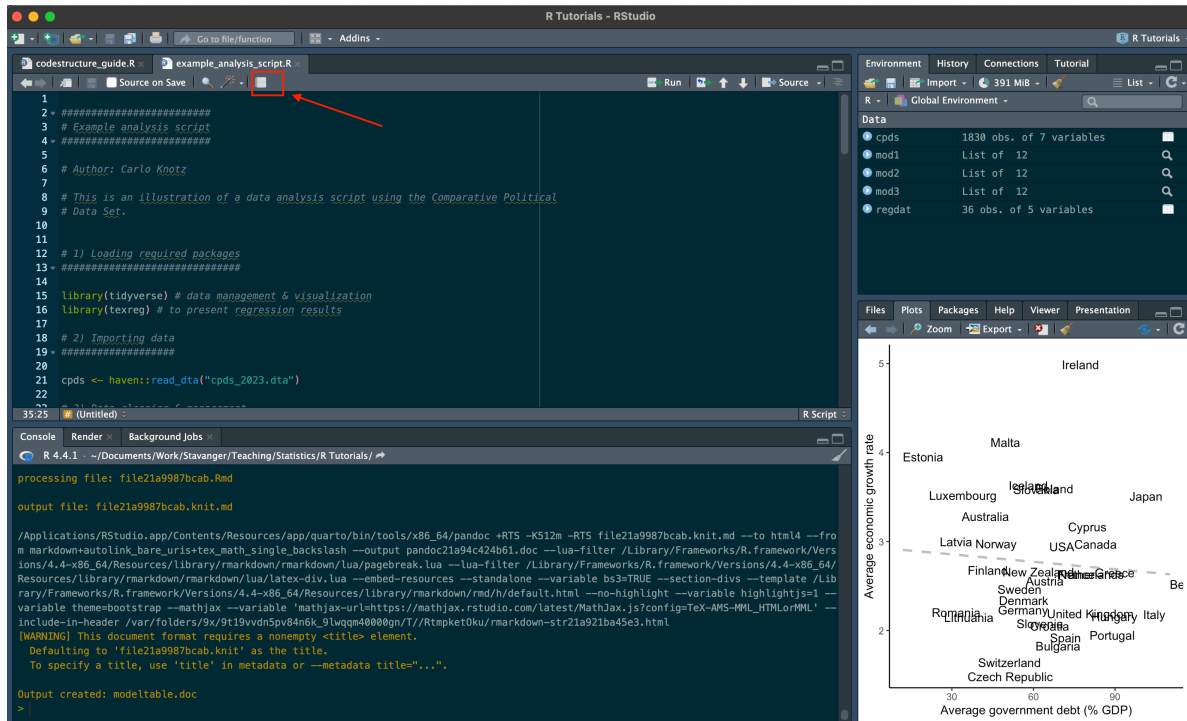 R Tutorials - RStudio
Go to file/function
Addins
R Tutorials
codestructure_guide.R
example_analysis_script.R
Source on Save
Run
Source
1
2 ##########################
3 # Example analysis script
4 ##########################
5
6 # Author: Carlo Knotz
7
8 # This is an illustration of a data analysis script using the Comparative Political
9 # Data Set.
10
11
12 # 1) Loading required packages
13 ###############################
14
15 library(tidyverse) # data management & visualization
16 library(texreg) # to present regression results
17
18 # 2) Importing data
19 ####################
20
21 cpds <- haven::read_dta("cpds_2023.dta")
22
35:25 # (Untitled)
R Script
Console
Render
Background Jobs
R 4.4.1 · ~/Documents/Work/Stavanger/Teaching/Statistics/R Tutorials/
processing file: file21a9987bcab.Rmd
output file: file21a9987bcab.knit.md
/Applications/RStudio.app/Contents/Resources/app/quarto/bin/tools/x86_64/pandoc +RTS -K512m -RTS file21a9987bcab.knit.md --to html4 --fro
m markdown+autolink_bare_uris+tex_math_single_backslash --output pandoc21a94c424b61.doc --lua-filter /Library/Frameworks/R.framework/Vers
ions/4.4-x86_64/Resources/library/rmarkdown/rmarkdown/lua/pagebreak.lua --lua-filter /Library/Frameworks/R.framework/Versions/4.4-x86_64/
Resources/library/rmarkdown/rmarkdown/lua/latex-div.lua --embed-resources --standalone --variable bs3=TRUE --section-divs --template /Lib
rary/Frameworks/R.framework/Versions/4.4-x86_64/Resources/library/rmarkdown/rmd/h/default.html --no-highlight --variable highlightjs=1 --
variable theme=bootstrap --mathjax --variable 'mathjax-url=https://mathjax.rstudio.com/latest/MathJax.js?config=TeX-AMS-MML_HTMLorMML' --
include-in-header /var/folders/9x/9t19vvdn5pv84n6k_9lwqqm40000gn/T//RtmpketOku/rmarkdown-str21a921ba45e3.html
[WARNING] This document format requires a nonempty <title> element.
Defaulting to 'file21a9987bcab.knit' as the title.
To specify a title, use 'title' in metadata or --metadata title="...".
Output created: modeltable.doc
>
Environment
History
Connections
Tutorial
Import
391 MiB
List
R
Global Environment
Data
cpds 1830 obs. of 7 variables
mod1 List of 12
mod2 List of 12
mod3 List of 12
regdat 36 obs. of 5 variables
Files
Plots
Packages
Help
Viewer
Presentation
Zoom
Export
Average economic growth rate
5
4
3
2
Ireland
Malta
Estonia
Iceland
Slovakia
Poland
Luxembourg
Japan
Australia
Cyprus
Latvia
Norway
USA
Canada
Finland
New Zealand
Netherlands
Greece
Austria
Be
Sweden
Denmark
Germany
Romania
Lithuania
United Kingdom
Hungary
Italy
Slovenia
Croatia
Spain
Portugal
Bulgaria
Switzerland
Czech Republic
30
60
90
Average government debt (% GDP)